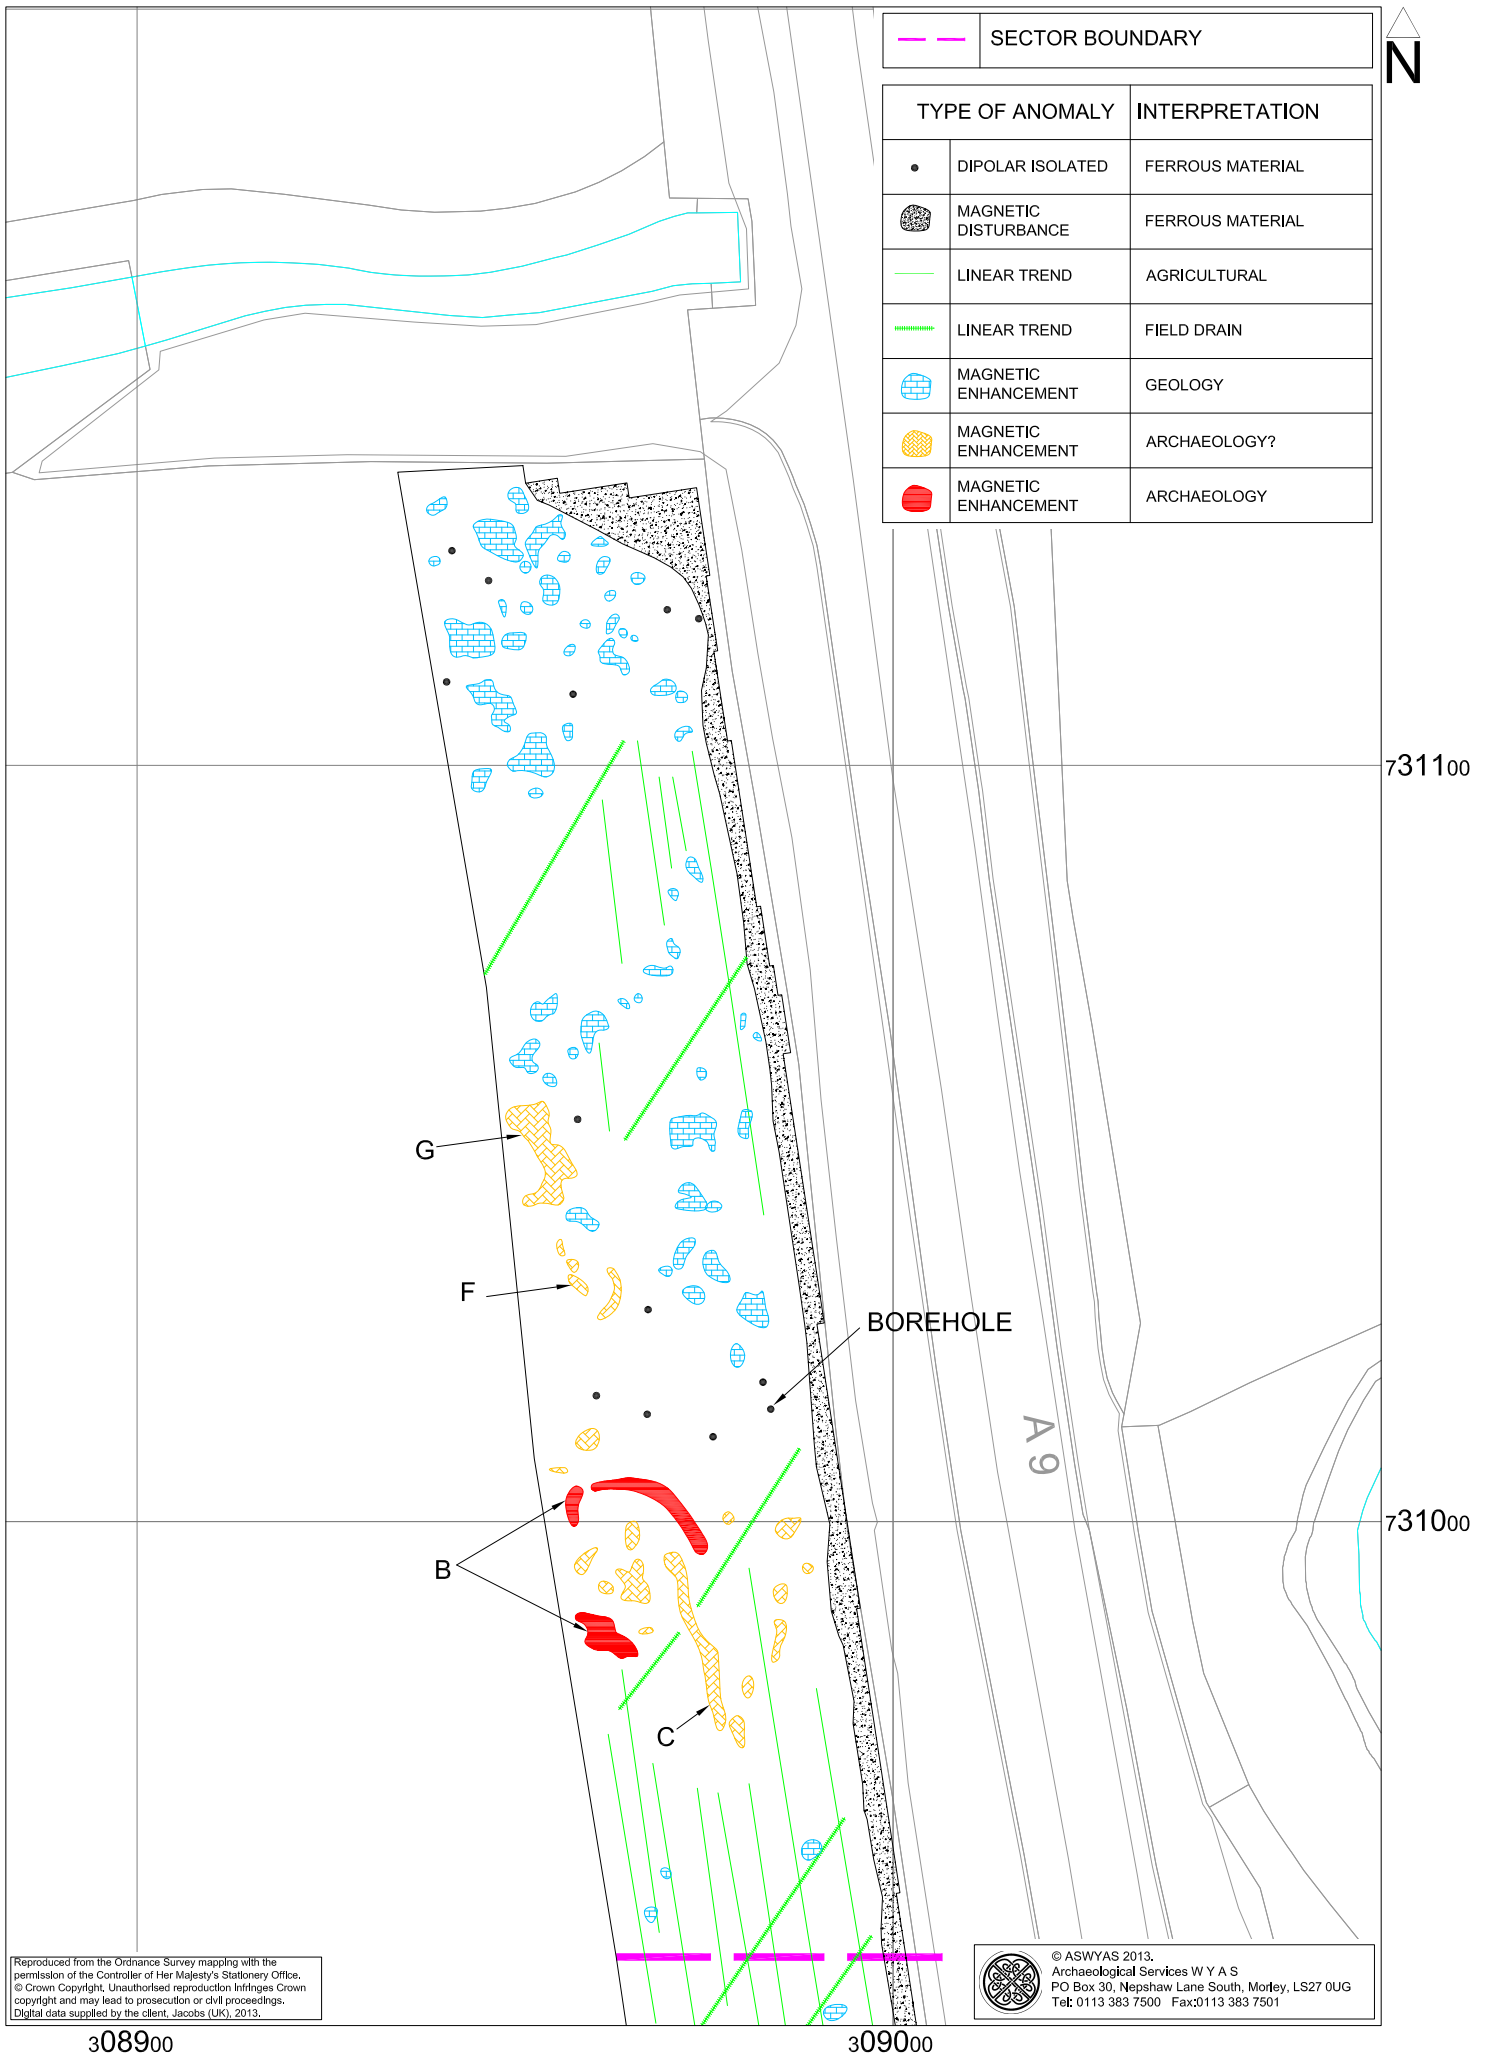 SECTOR BOUNDARY
N
TYPE OF ANOMALY INTERPRETATION
DIPOLAR ISOLATED FERROUS MATERIAL
MAGNETIC
DISTURBANCE FERROUS MATERIAL
LINEAR TREND AGRICULTURAL
LINEAR TREND FIELD DRAIN
MAGNETIC
ENHANCEMENT GEOLOGY
MAGNETIC
ENHANCEMENT ARCHAEOLOGY?
MAGNETIC
ENHANCEMENT ARCHAEOLOGY
731100
G
F
BOREHOLE
A 9
731000
B
C
Reproduced from the Ordnance Survey mapping with the
permission of the Controller of Her Majesty's Stationery Office.
© Crown Copyright. Unauthorised reproduction infringes Crown
copyright and may lead to prosecution or civil proceedings.
Digital data supplied by the client, Jacobs (UK), 2013.
© ASWYAS 2013.
Archaeological Services W Y A S
PO Box 30, Nepshaw Lane South, Morley, LS27 0UG
Tel: 0113 383 7500 Fax:0113 383 7501
308900
309000